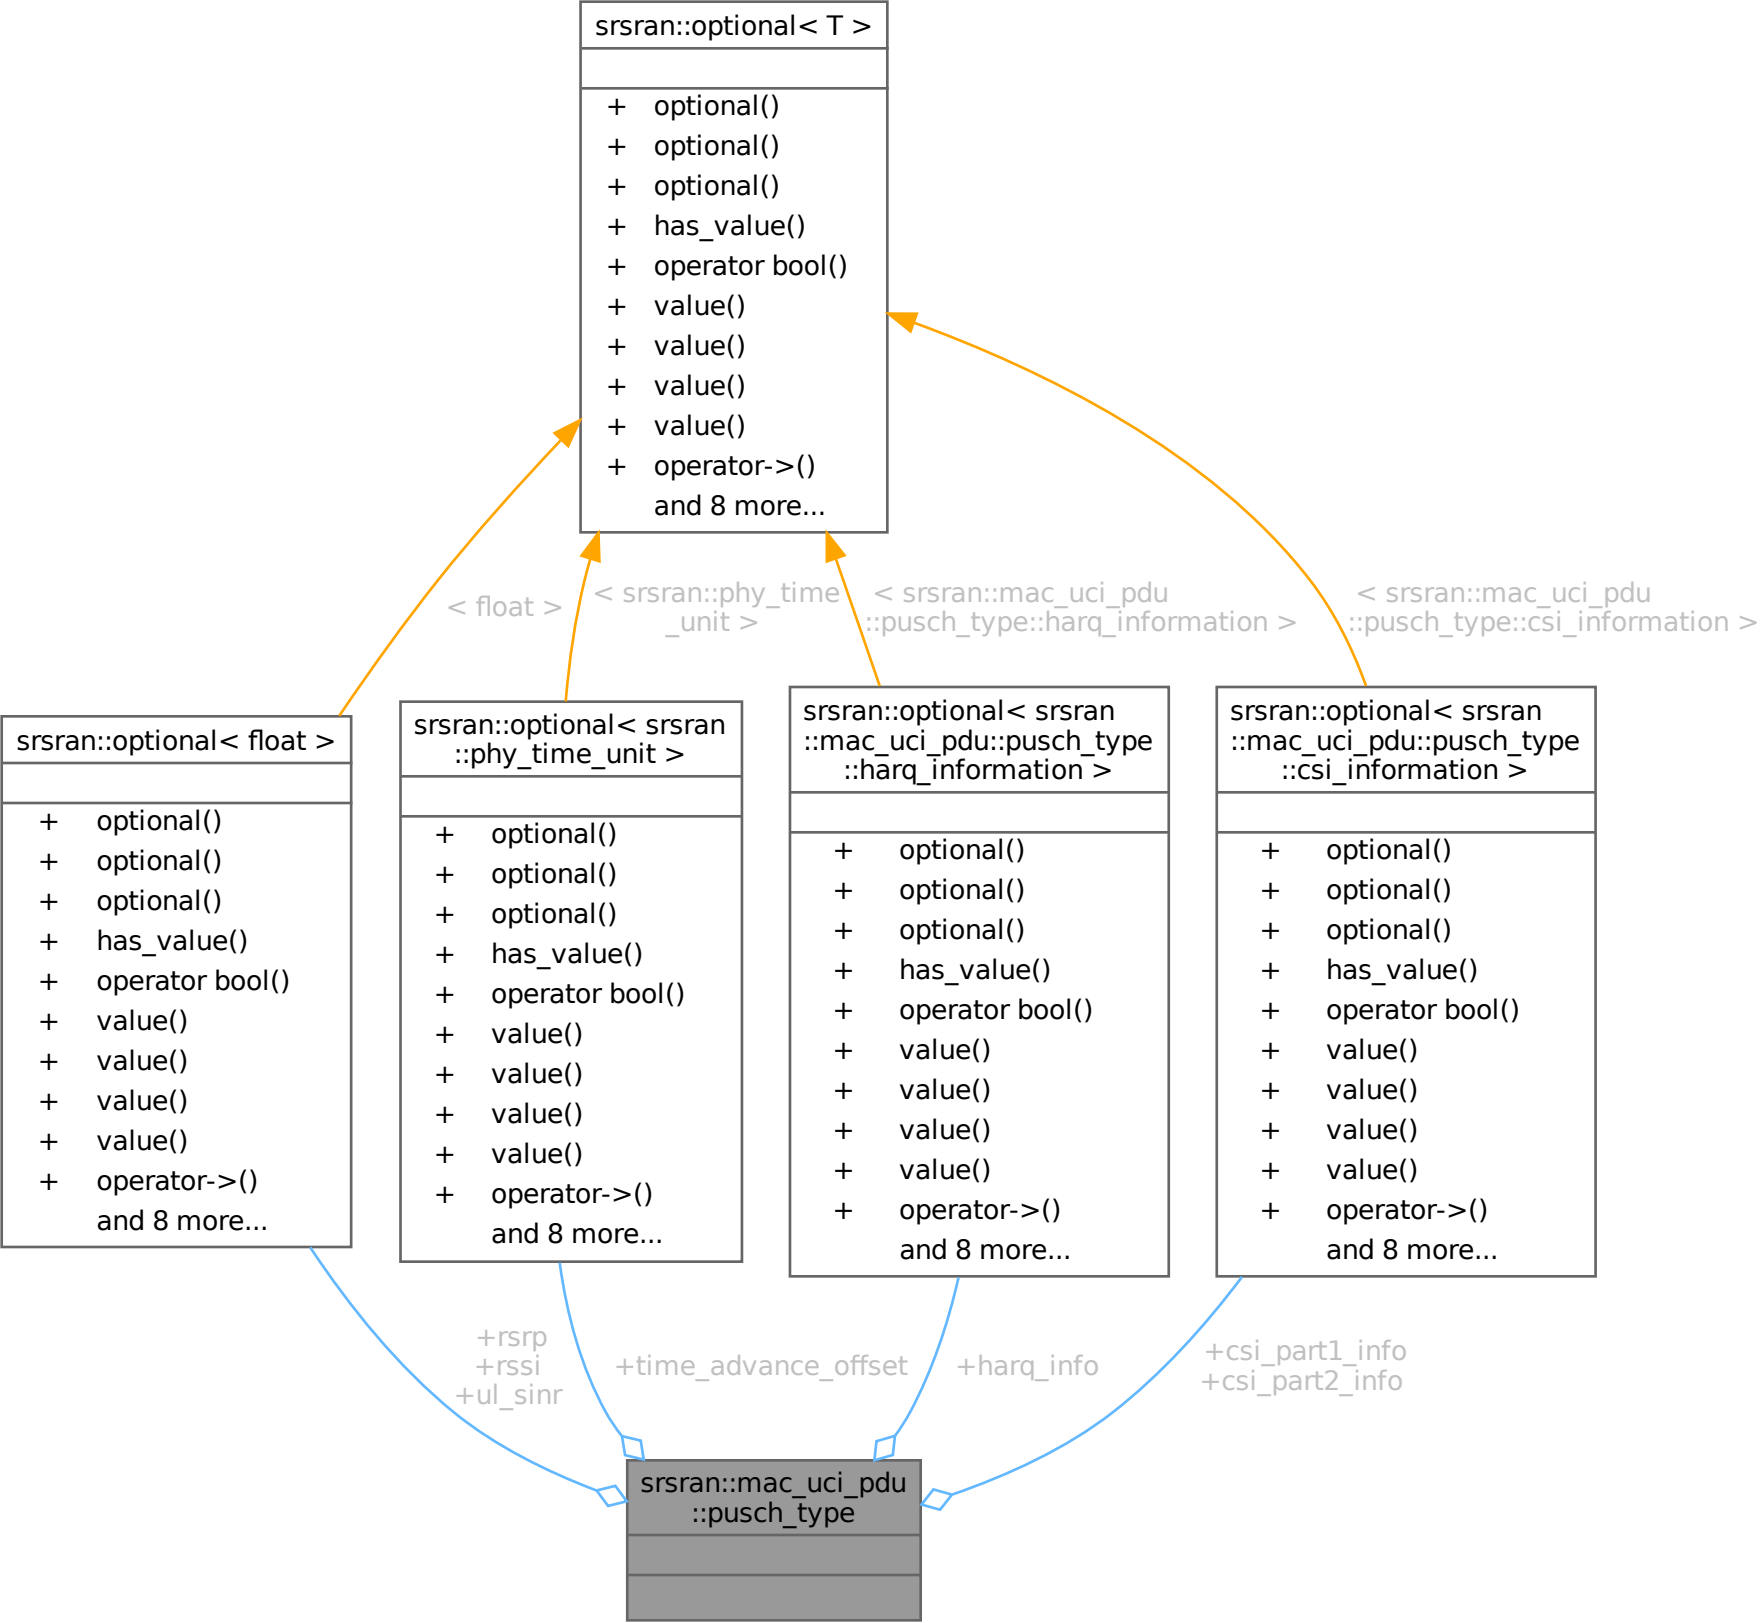 srsran::optional< T >
+ optional()
+ optional()
+ optional()
+ has_value()
+ operator bool()
+ value()
+ value()
+ value()
+ value()
+ operator->()
and 8 more...
< float >
< srsran::phy_time
_unit >
< srsran::mac_uci_pdu
::pusch_type::harq_information >
< srsran::mac_uci_pdu
::pusch_type::csi_information >
srsran::optional< float >
+ optional()
+ optional()
+ optional()
+ has_value()
+ operator bool()
+ value()
+ value()
+ value()
+ value()
+ operator->()
and 8 more...
srsran::optional< srsran
::phy_time_unit >
+ optional()
+ optional()
+ optional()
+ has_value()
+ operator bool()
+ value()
+ value()
+ value()
+ value()
+ operator->()
and 8 more...
srsran::optional< srsran
::mac_uci_pdu::pusch_type
::harq_information >
+ optional()
+ optional()
+ optional()
+ has_value()
+ operator bool()
+ value()
+ value()
+ value()
+ value()
+ operator->()
and 8 more...
srsran::optional< srsran
::mac_uci_pdu::pusch_type
::csi_information >
+ optional()
+ optional()
+ optional()
+ has_value()
+ operator bool()
+ value()
+ value()
+ value()
+ value()
+ operator->()
and 8 more...
+rsrp
+rssi
+ul_sinr
+time_advance_offset
+harq_info
+csi_part1_info
+csi_part2_info
srsran::mac_uci_pdu
::pusch_type